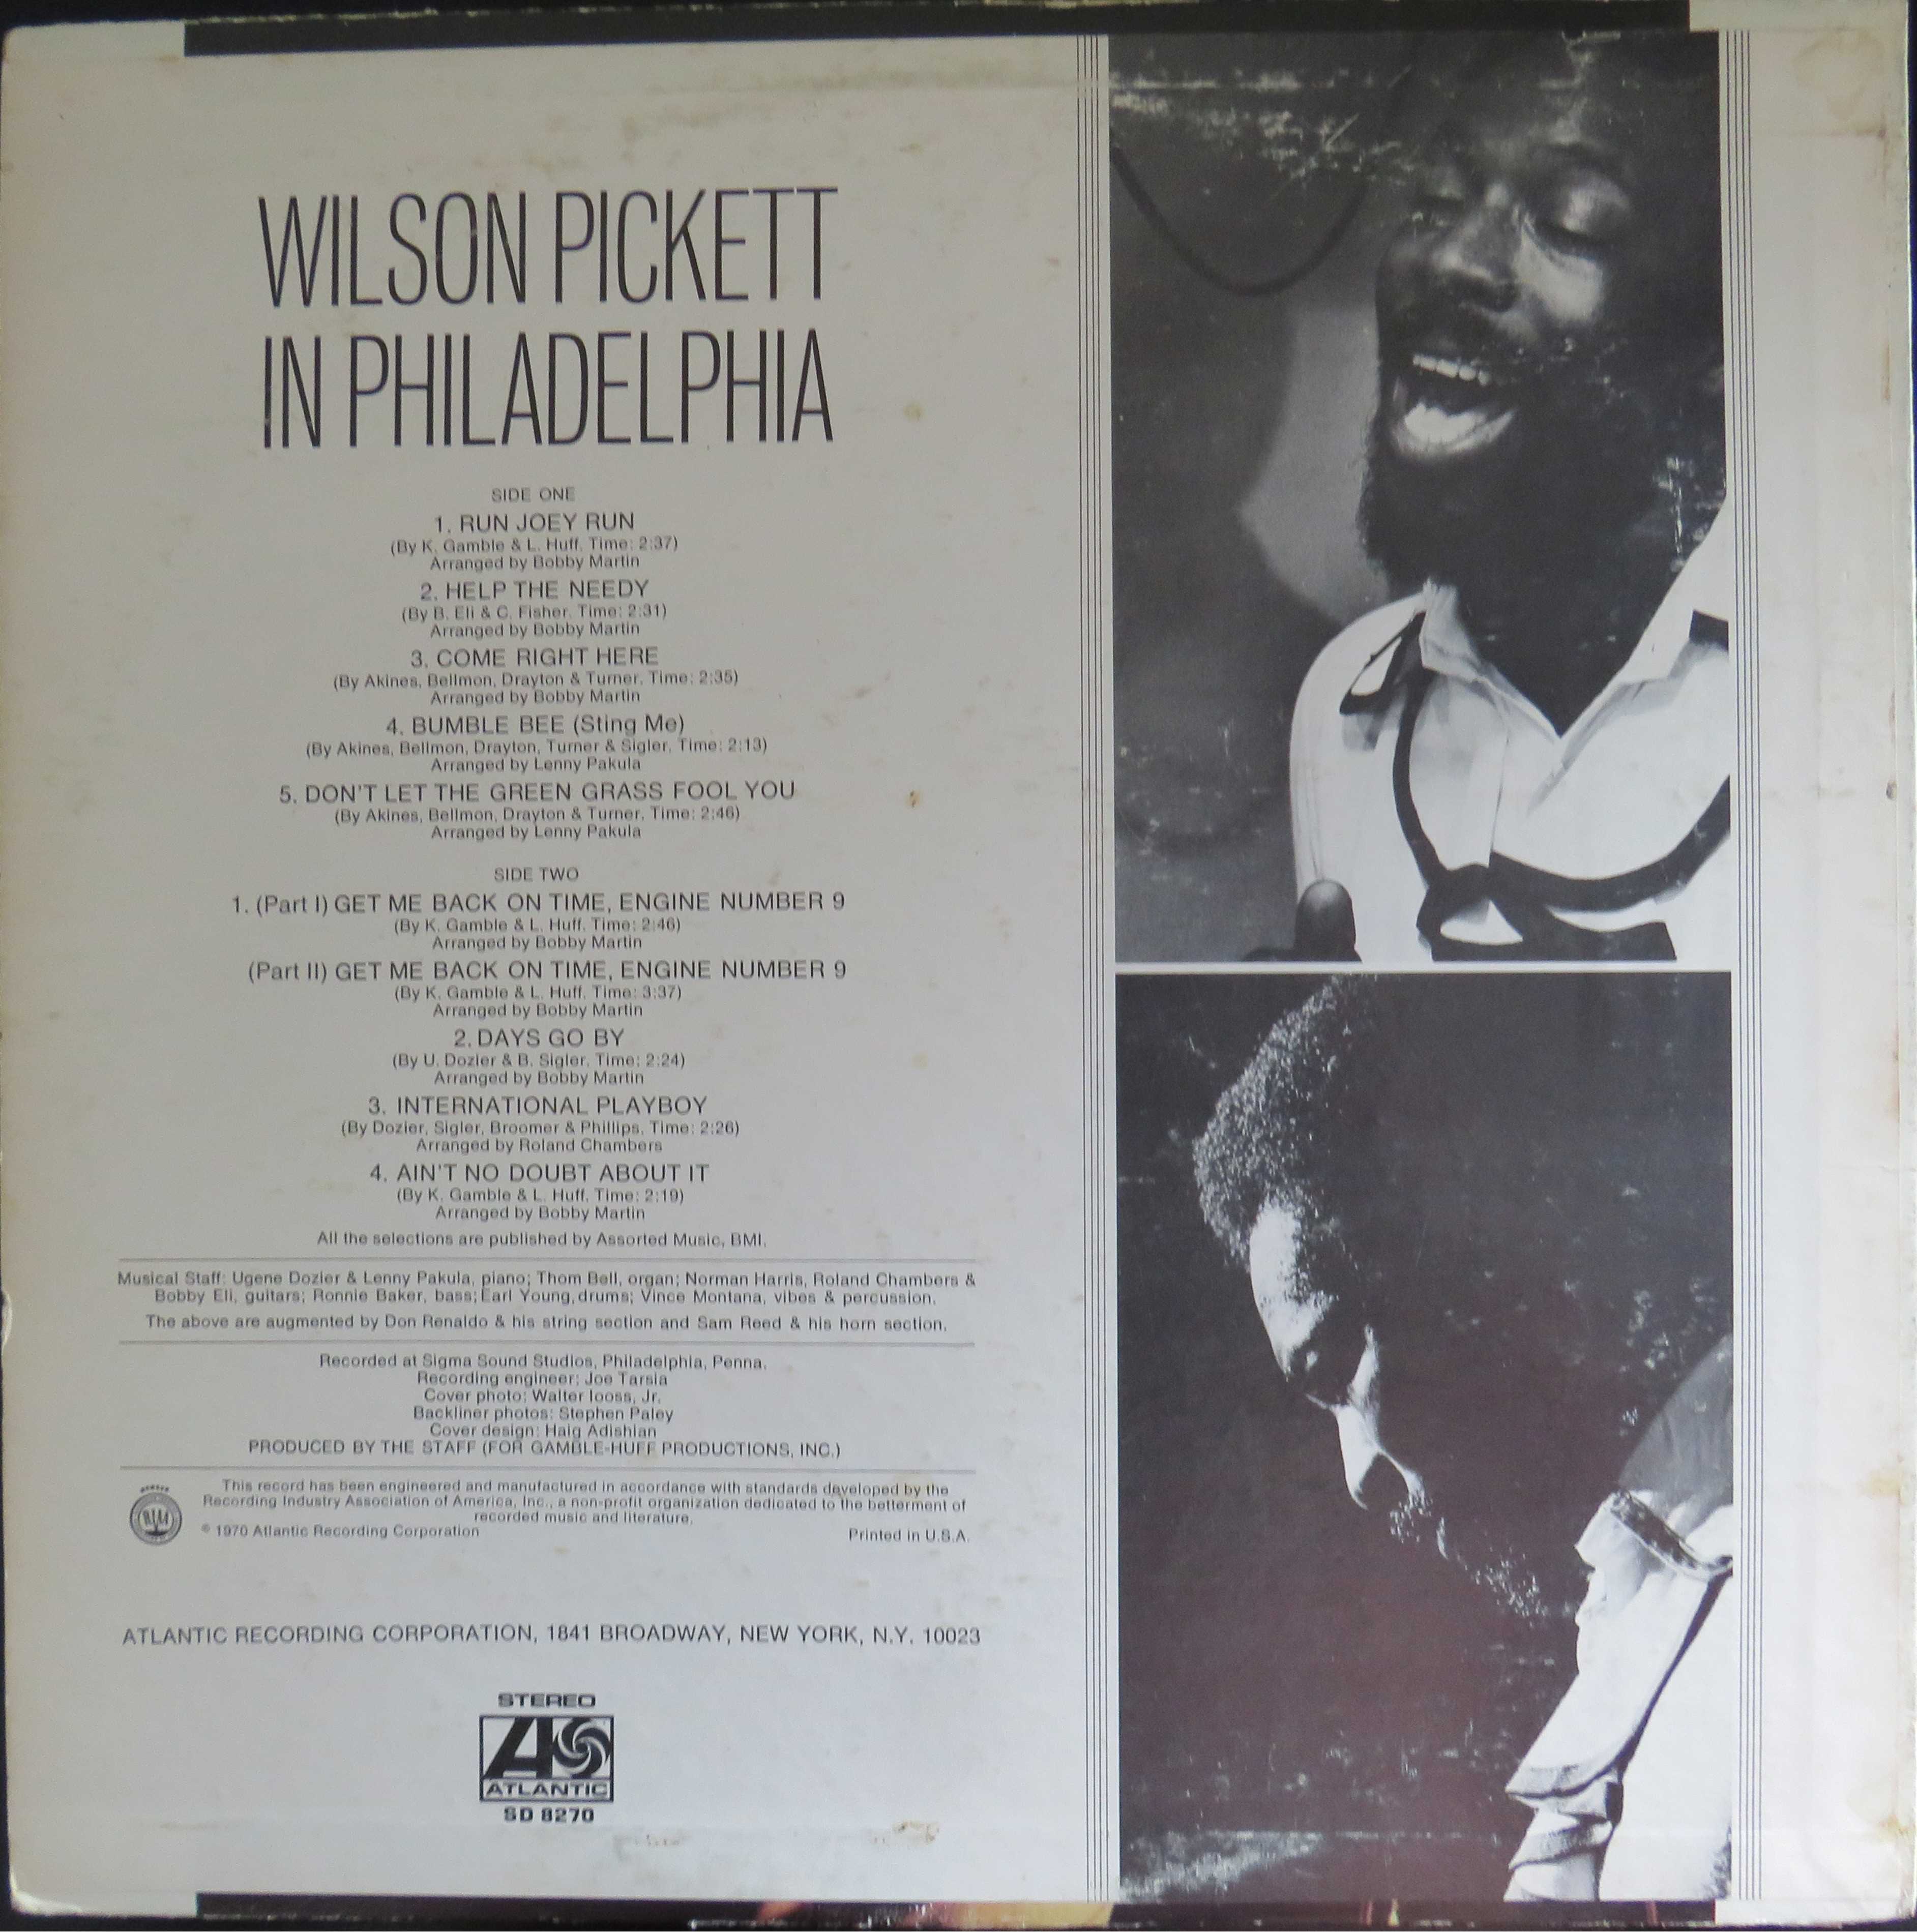 WILSON PICKETT
IN PHILADELPHIA
SIDE ONE
1. RUN JOEY RUN
(By K. Gamble & L. Huff. Time: 2:37)
Arranged by Bobby Martin
2. HELP THE NEEDY
(By B. Eli & C. Fisher. Time: 2:31)
Arranged by Bobby Martin
3. COME RIGHT HERE
(By Akines, Bellmon, Drayton & Turner. Time: 2:35)
Arranged by Bobby Martin
4. BUMBLE BEE (Sting Me)
(By Akines, Bellmon, Drayton, Turner & Sigler. Time: 2:13)
Arranged by Lenny Pakula
5. DON'T LET THE GREEN GRASS FOOL YOU
(By Akines, Bellmon, Drayton & Turner. Time: 2:46)
Arranged by Lenny Pakula
SIDE TWO
1. (Part I) GET ME BACK ON TIME, ENGINE NUMBER 9
(By K. Gamble & L. Huff. Time: 2:46)
Arranged by Bobby Martin
(Part II) GET ME BACK ON TIME, ENGINE NUMBER 9
(By K. Gamble & L. Huff. Time: 3:37)
Arranged by Bobby Martin
2. DAYS GO BY
(By U. Dozier & B. Sigler. Time: 2:24)
Arranged by Bobby Martin
3. INTERNATIONAL PLAYBOY
(By Dozier, Sigler, Broomer & Phillips. Time: 2:26)
Arranged by Roland Chambers
4. AIN'T NO DOUBT ABOUT IT
(By K. Gamble & L. Huff. Time: 2:19)
Arranged by Bobby Martin
All the selections are published by Assorted Music, BMI.
Musical Staff: Ugene Dozier & Lenny Pakula, piano; Thom Bell, organ; Norman Harris, Roland Chambers &
Bobby Eli, guitars; Ronnie Baker, bass; Earl Young, drums; Vince Montana, vibes & percussion.
The above are augmented by Don Renaldo & his string section and Sam Reed & his horn section.
Recorded at Sigma Sound Studios, Philadelphia, Penna.
Recording engineer: Joe Tarsia
Cover photo: Walter Iooss, Jr.
Backliner photos: Stephen Paley
Cover design: Haig Adishian
PRODUCED BY THE STAFF (FOR GAMBLE-HUFF PRODUCTIONS, INC.)
RIAA
This record has been engineered and manufactured in accordance with standards developed by the
Recording Industry Association of America, Inc., a non-profit organization dedicated to the betterment of
recorded music and literature.
© 1970 Atlantic Recording Corporation Printed in U.S.A.
ATLANTIC RECORDING CORPORATION, 1841 BROADWAY, NEW YORK, N.Y. 10023
STEREO
ATLANTIC
SD 8270